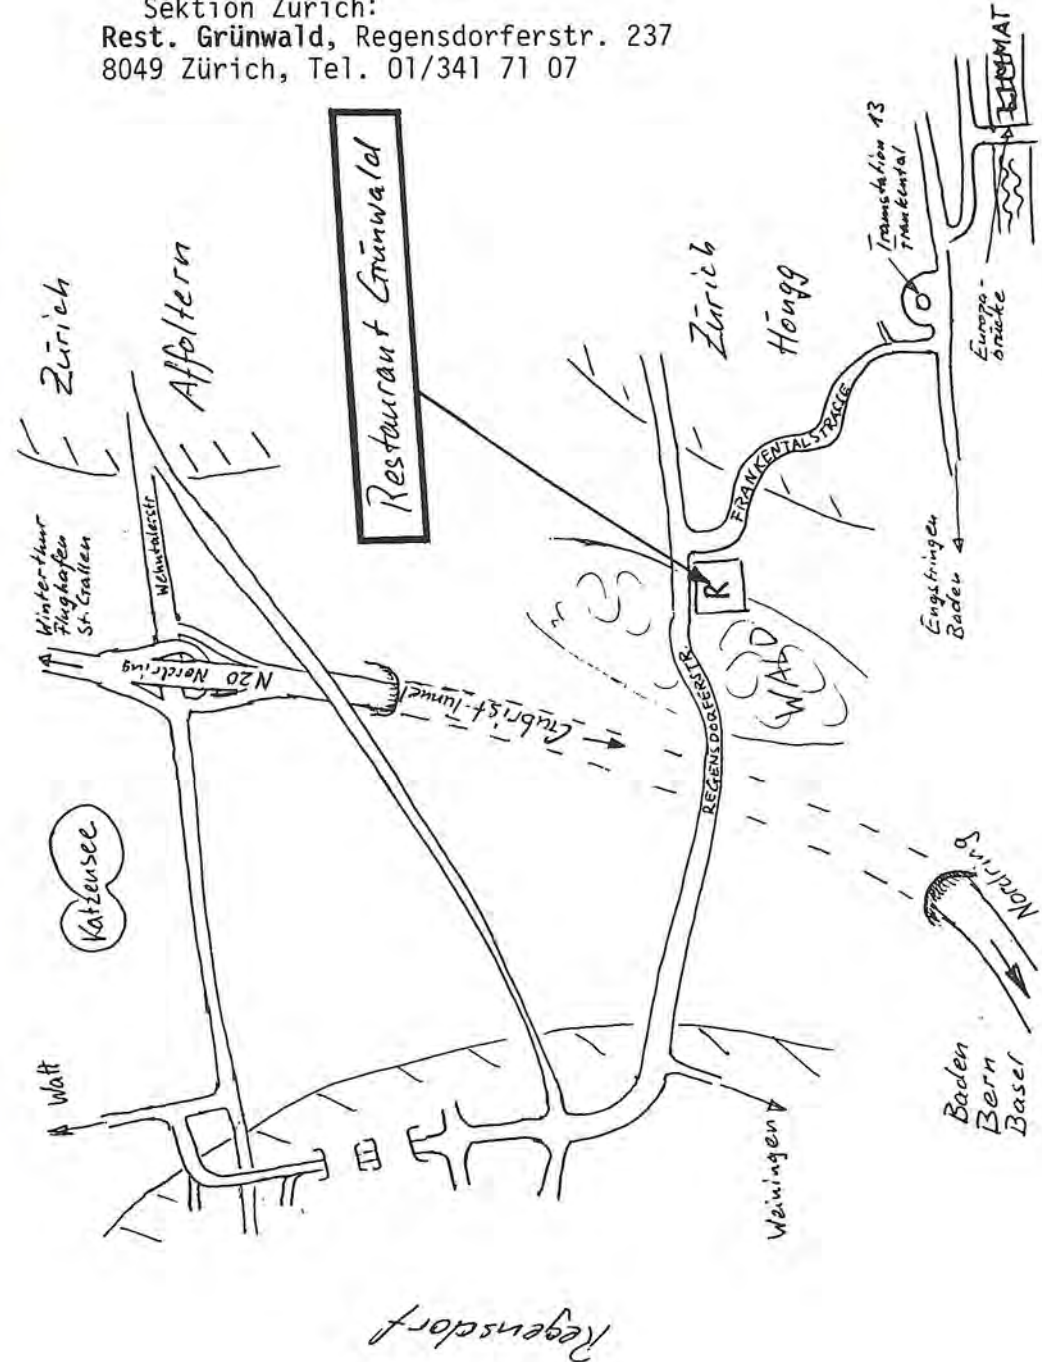 Sektion Zürich:
Rest. Grünwald, Regensdorferstr. 237
8049 Zürich, Tel. 01/341 71 07
Restaurant Grünwald
Zürich
Affoltern
Winterthur
Flughafen
St. Gallen
Wehntalerstr
N20 Nordring
Gubrist-Tunnel
Katzensee
Watt
Regensdorf
Weiningen
REGENSDORFERSTR.
WALD
R
Zürich
Höngg
FRANKENTALSTRASSE
Tramstation 13
Frankental
LIMMAT
Europa-
brücke
Engstringen
Baden
Nordring
Baden
Bern
Basel